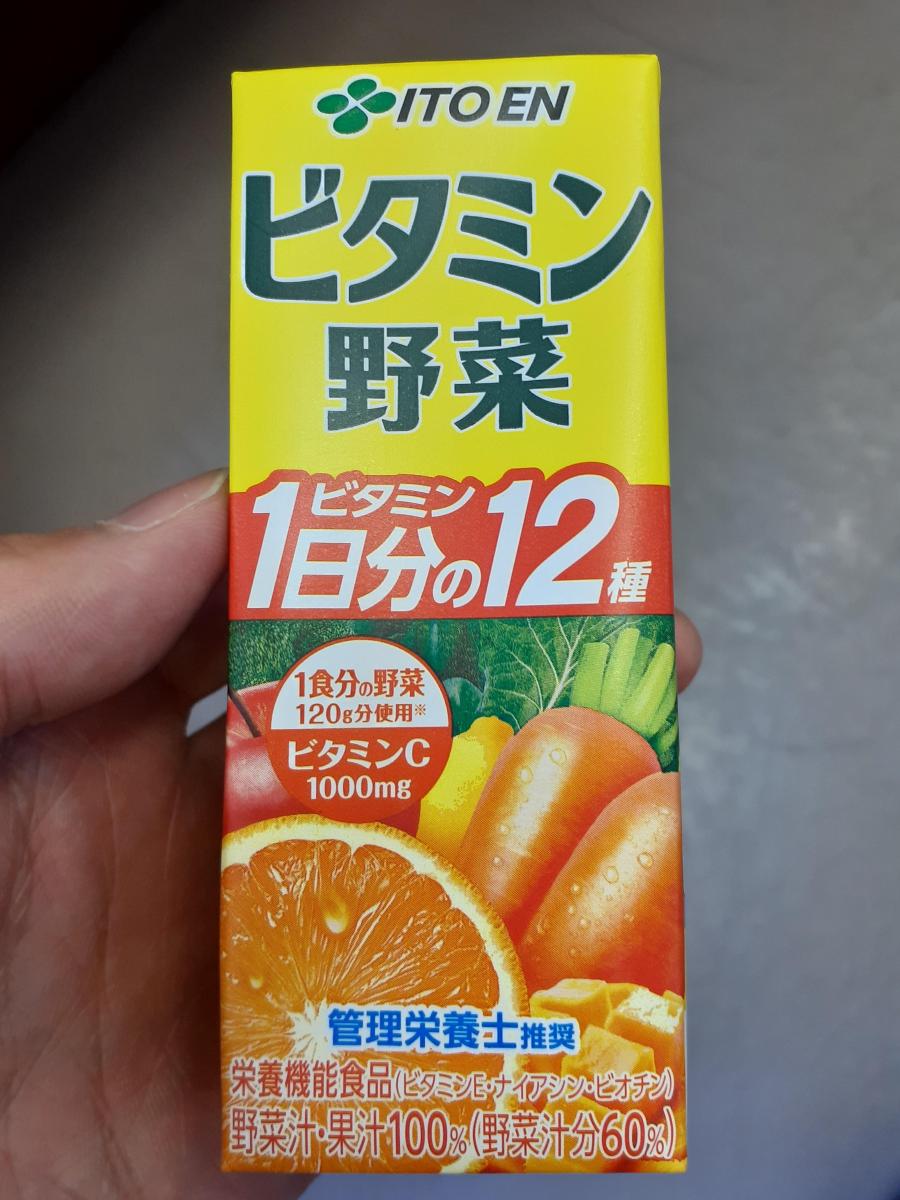 ITO EN
ビタミン
野菜
ビタミン
1日分の12種
1食分の野菜
120g分使用※
ビタミンC
1000mg
管理栄養士推奨
栄養機能食品(ビタミンE・ナイアシン・ビオチン)
野菜汁・果汁100%(野菜汁分60%)